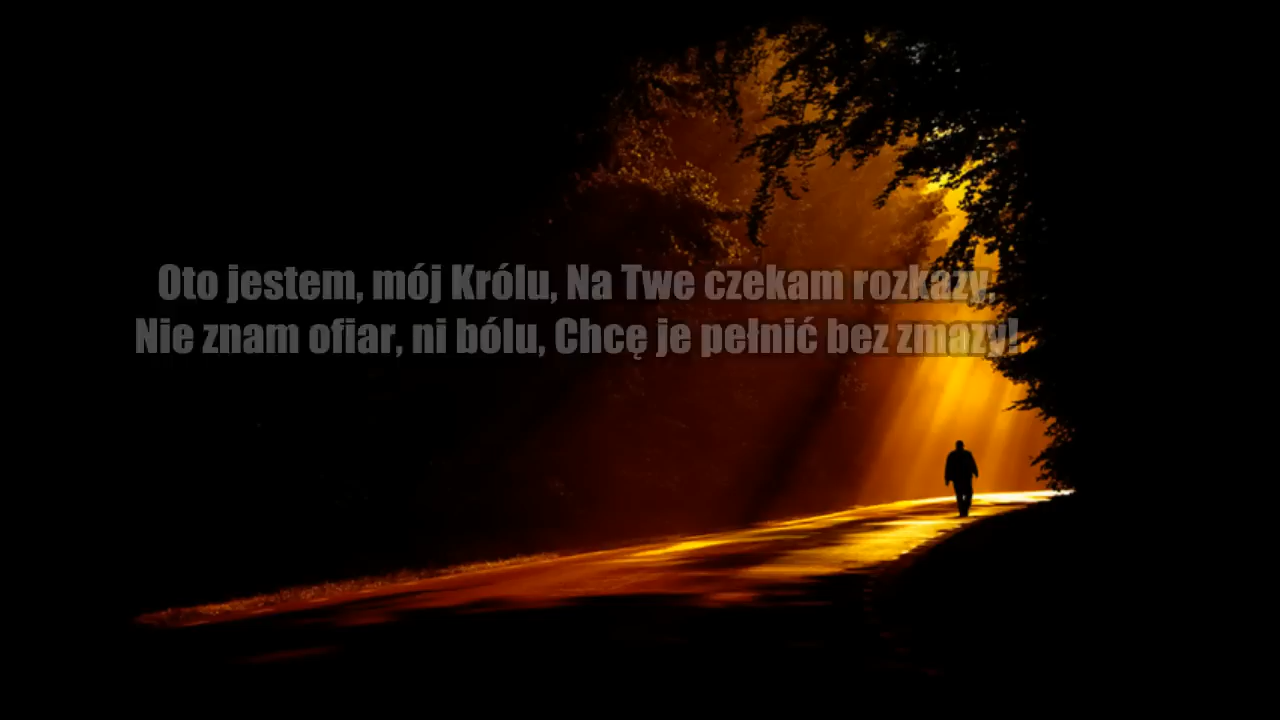 Oto jestem, mój Królu, Na Twe czekam rozkazy,
Nie znam ofiar, ni bólu, Chcę je pełnić bez zmazy!